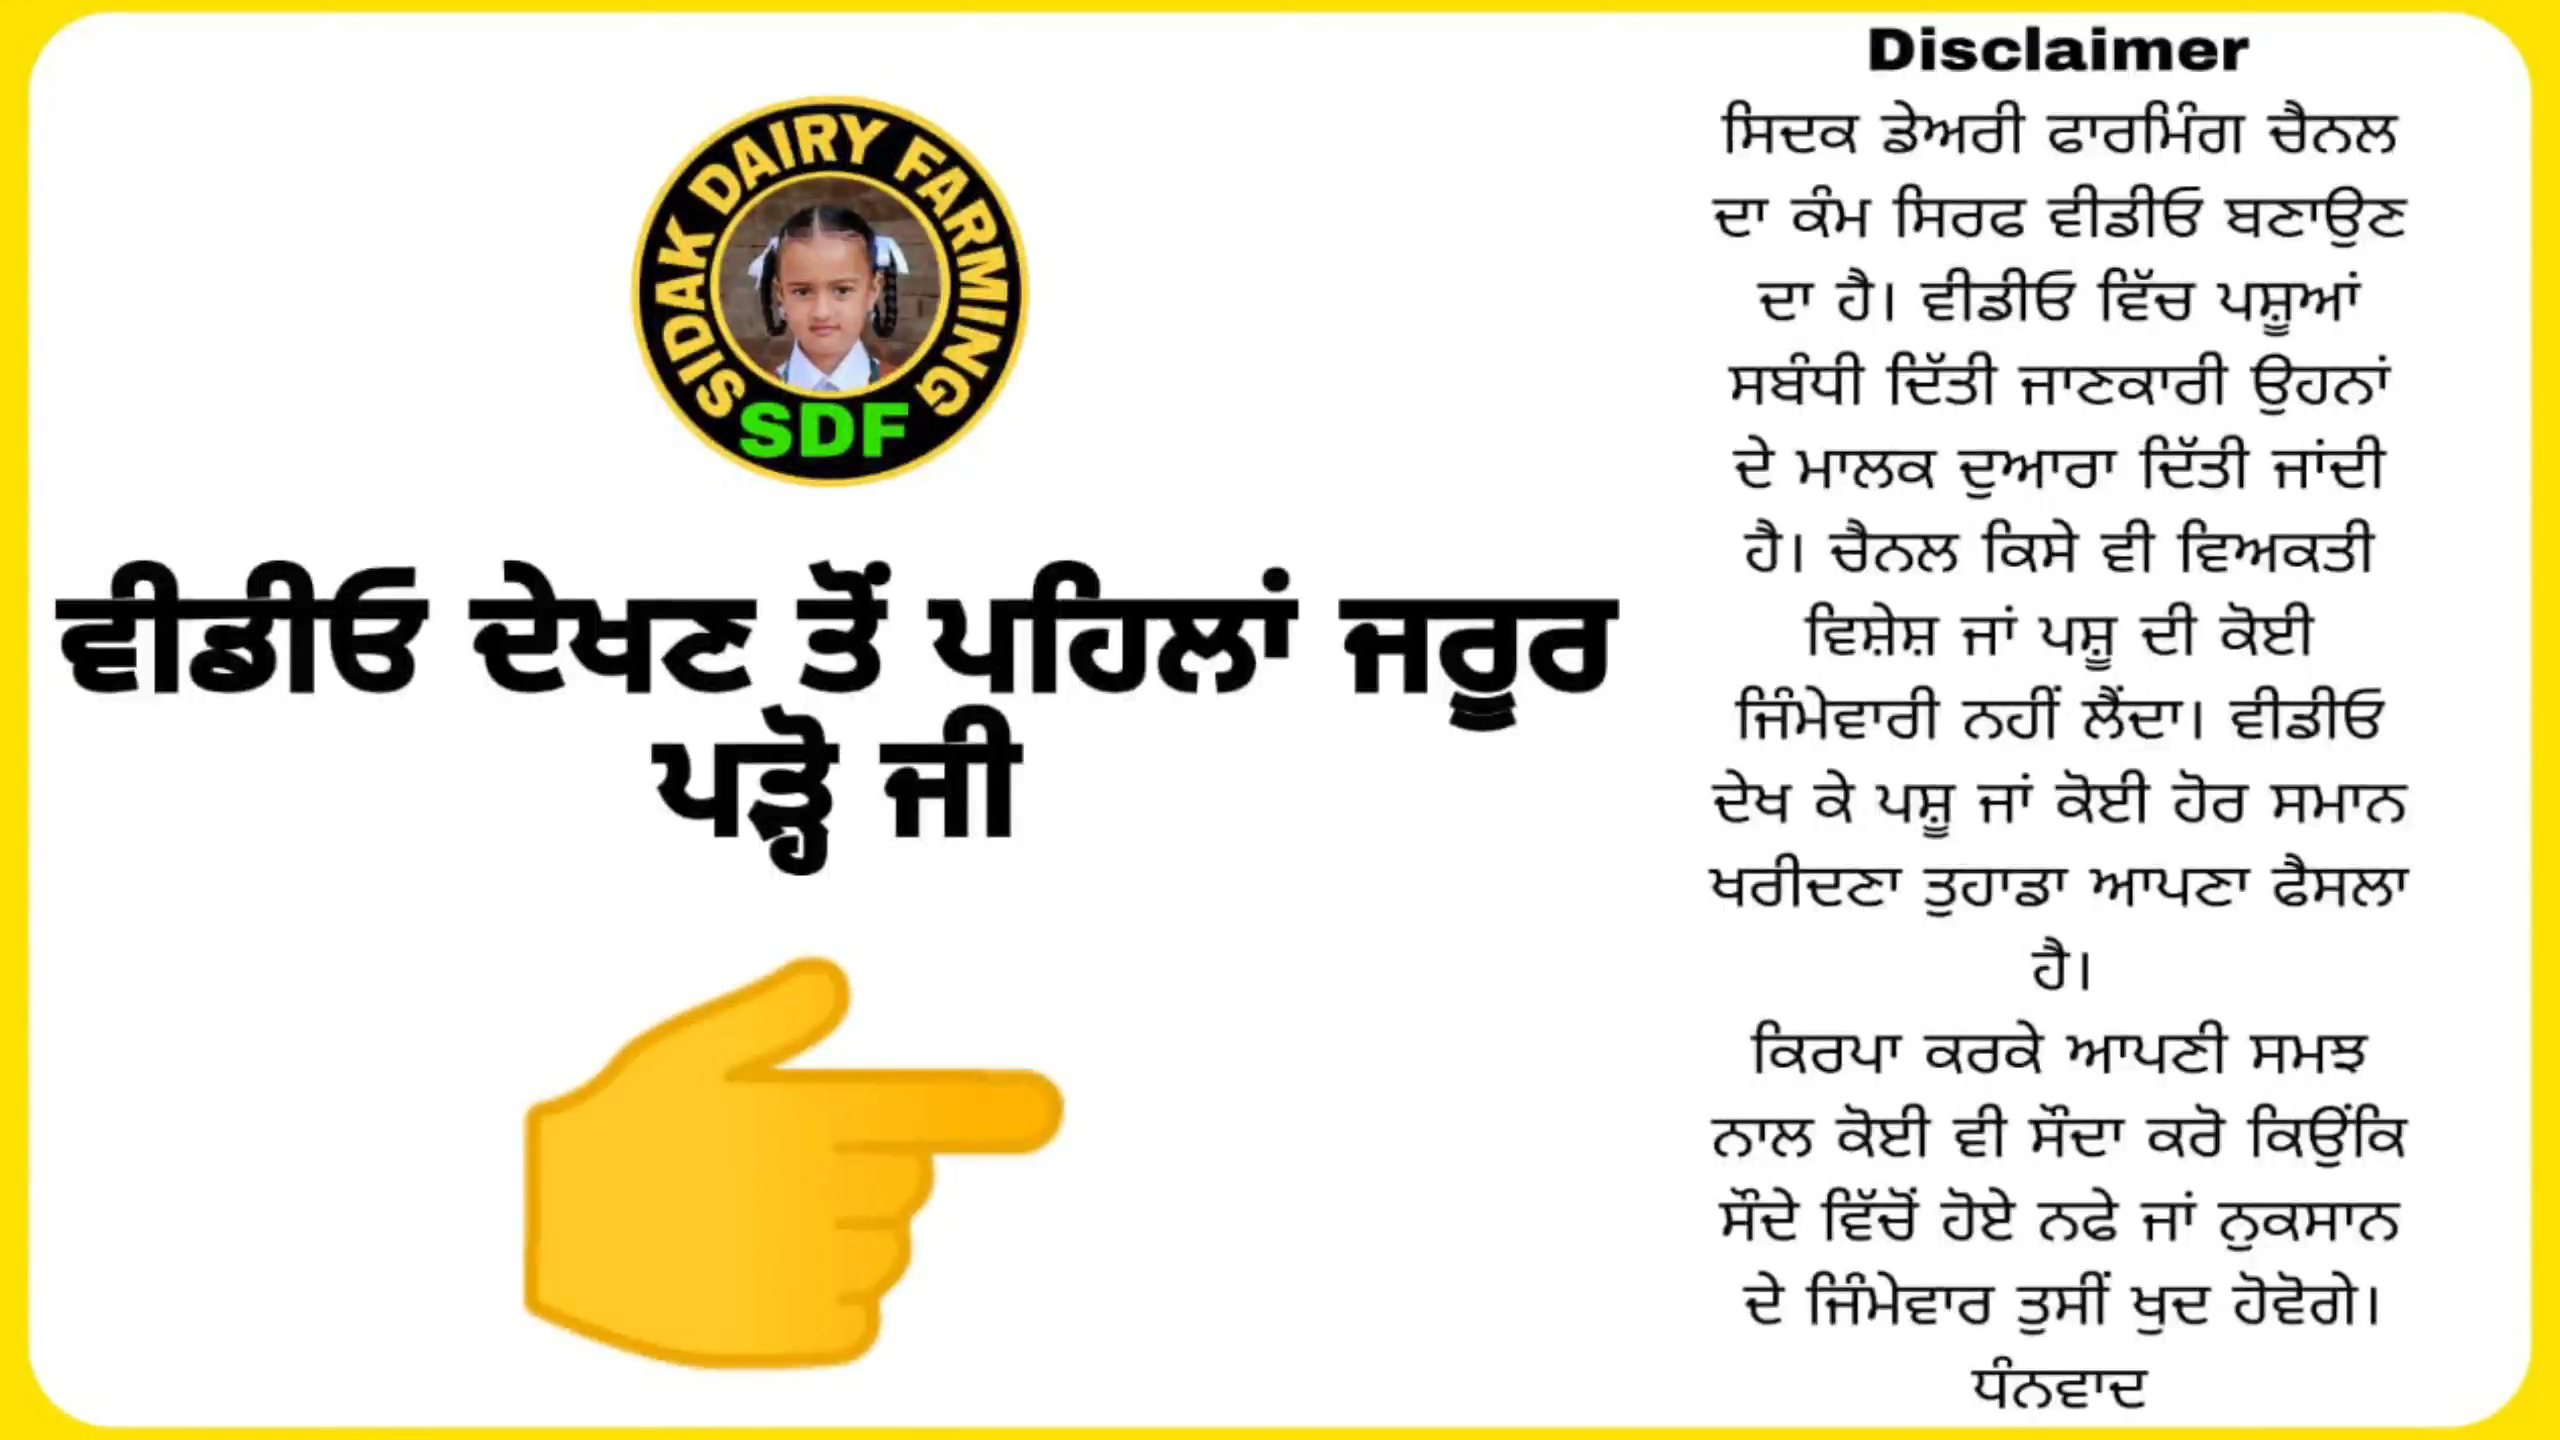 SIDAK DAIRY FARMING
SDF
ਵੀਡੀਓ ਦੇਖਣ ਤੋਂ ਪਹਿਲਾਂ ਜਰੂਰ
ਪੜ੍ਹੋ ਜੀ
Disclaimer
ਸਿਦਕ ਡੇਅਰੀ ਫਾਰਮਿੰਗ ਚੈਨਲ
ਦਾ ਕੰਮ ਸਿਰਫ ਵੀਡੀਓ ਬਣਾਉਣ
ਦਾ ਹੈ। ਵੀਡੀਓ ਵਿੱਚ ਪਸ਼ੂਆਂ
ਸਬੰਧੀ ਦਿੱਤੀ ਜਾਣਕਾਰੀ ਉਹਨਾਂ
ਦੇ ਮਾਲਕ ਦੁਆਰਾ ਦਿੱਤੀ ਜਾਂਦੀ
ਹੈ। ਚੈਨਲ ਕਿਸੇ ਵੀ ਵਿਅਕਤੀ
ਵਿਸ਼ੇਸ਼ ਜਾਂ ਪਸ਼ੂ ਦੀ ਕੋਈ
ਜਿੰਮੇਵਾਰੀ ਨਹੀਂ ਲੈਂਦਾ। ਵੀਡੀਓ
ਦੇਖ ਕੇ ਪਸ਼ੂ ਜਾਂ ਕੋਈ ਹੋਰ ਸਮਾਨ
ਖਰੀਦਣਾ ਤੁਹਾਡਾ ਆਪਣਾ ਫੈਸਲਾ
ਹੈ।
ਕਿਰਪਾ ਕਰਕੇ ਆਪਣੀ ਸਮਝ
ਨਾਲ ਕੋਈ ਵੀ ਸੌਦਾ ਕਰੋ ਕਿਉਂਕਿ
ਸੌਦੇ ਵਿੱਚੋਂ ਹੋਏ ਨਫੇ ਜਾਂ ਨੁਕਸਾਨ
ਦੇ ਜਿੰਮੇਵਾਰ ਤੁਸੀਂ ਖੁਦ ਹੋਵੋਗੇ।
ਧੰਨਵਾਦ